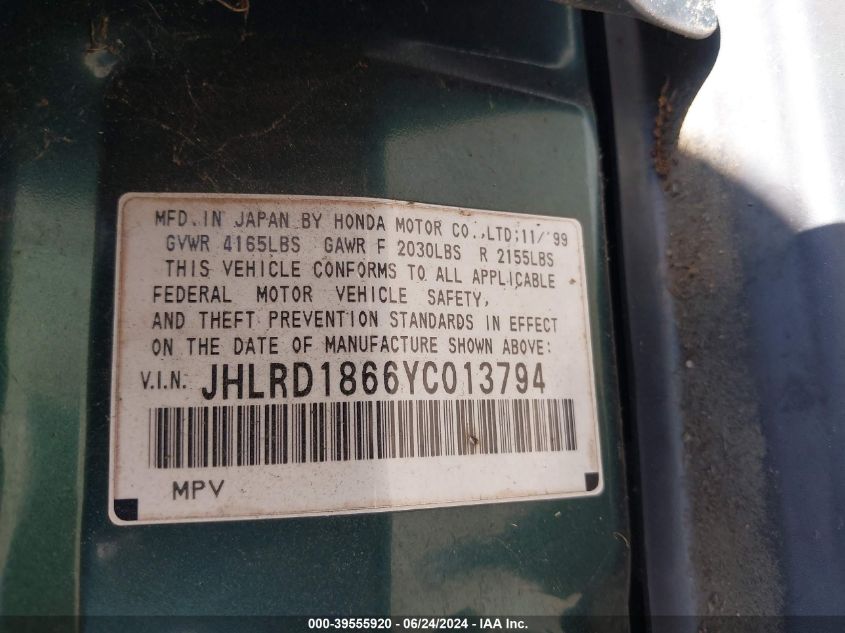 MFD. IN JAPAN BY HONDA MOTOR CO.,LTD; 11/'99
GVWR 4165LBS GAWR F 2030LBS R 2155LBS
THIS VEHICLE CONFORMS TO ALL APPLICABLE
FEDERAL MOTOR VEHICLE SAFETY,
AND THEFT PREVENTION STANDARDS IN EFFECT
ON THE DATE OF MANUFACTURE SHOWN ABOVE:
V.I.N. JHLRD1866YC013794
MPV
000-39555920 - 06/24/2024 - IAA Inc.